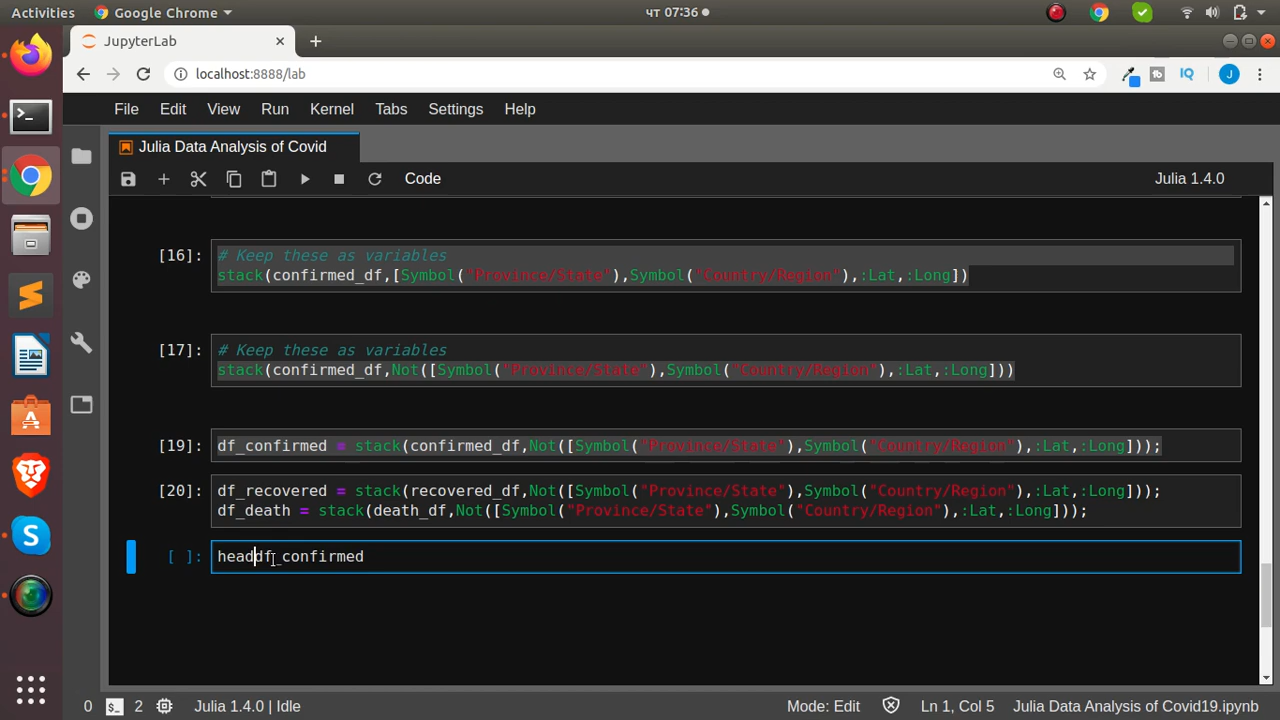 Activities
Google Chrome
чт 07:36
JupyterLab
localhost:8888/lab
IQ
J
File Edit View Run Kernel Tabs Settings Help
Julia Data Analysis of Covid
Code
Julia 1.4.0
[16]:
# Keep these as variables
stack(confirmed_df,[Symbol("Province/State"),Symbol("Country/Region"),:Lat,:Long])
[17]:
# Keep these as variables
stack(confirmed_df,Not([Symbol("Province/State"),Symbol("Country/Region"),:Lat,:Long]))
[19]:
df_confirmed = stack(confirmed_df,Not([Symbol("Province/State"),Symbol("Country/Region"),:Lat,:Long]));
[20]:
df_recovered = stack(recovered_df,Not([Symbol("Province/State"),Symbol("Country/Region"),:Lat,:Long]));
df_death = stack(death_df,Not([Symbol("Province/State"),Symbol("Country/Region"),:Lat,:Long]));
[ ]:
headdf_confirmed
0
2
Julia 1.4.0 | Idle
Mode: Edit
Ln 1, Col 5
Julia Data Analysis of Covid19.ipynb